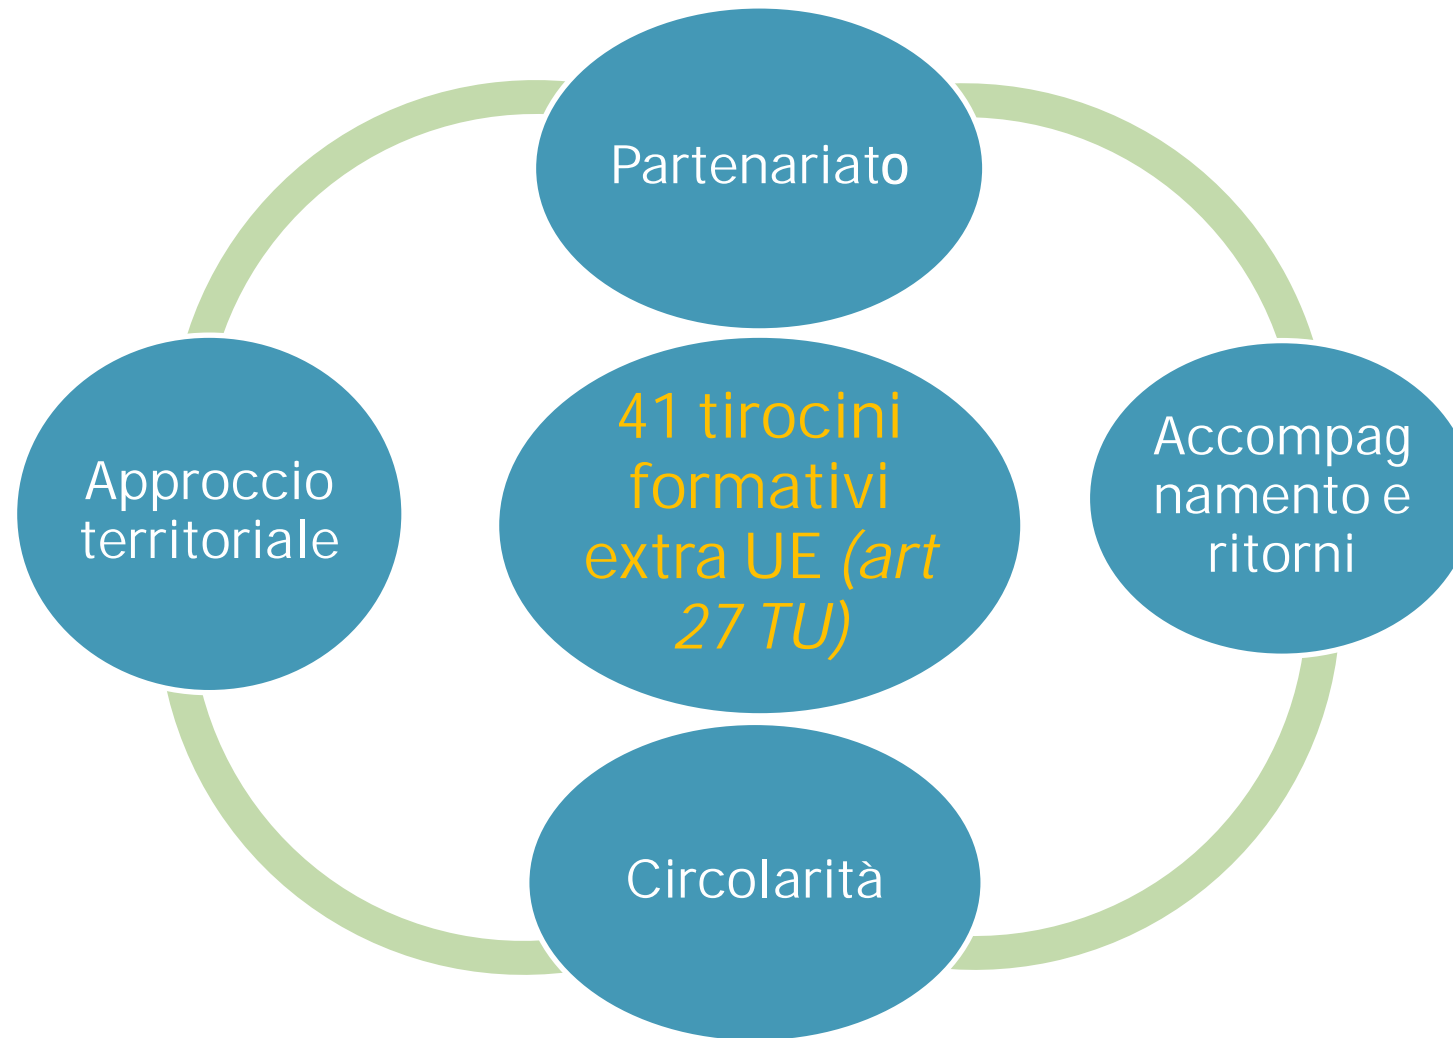 Partenariato
41 tirocini
formativi
extra UE (art
27 TU)
Accompag
namento e
ritorni
Approccio
territoriale
Circolarità